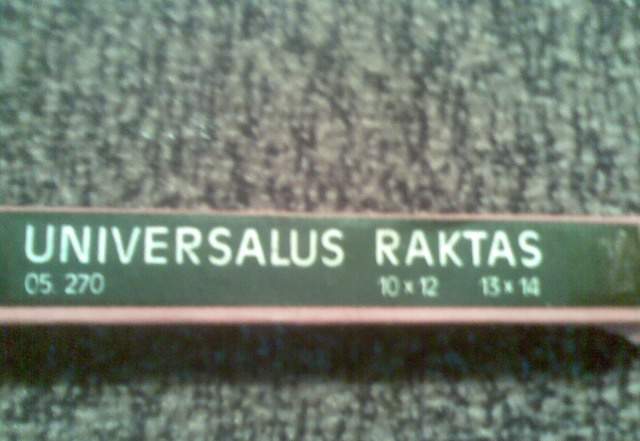 UNIVERSALUS RAKTAS
05. 270 10 x 12 13 x 14